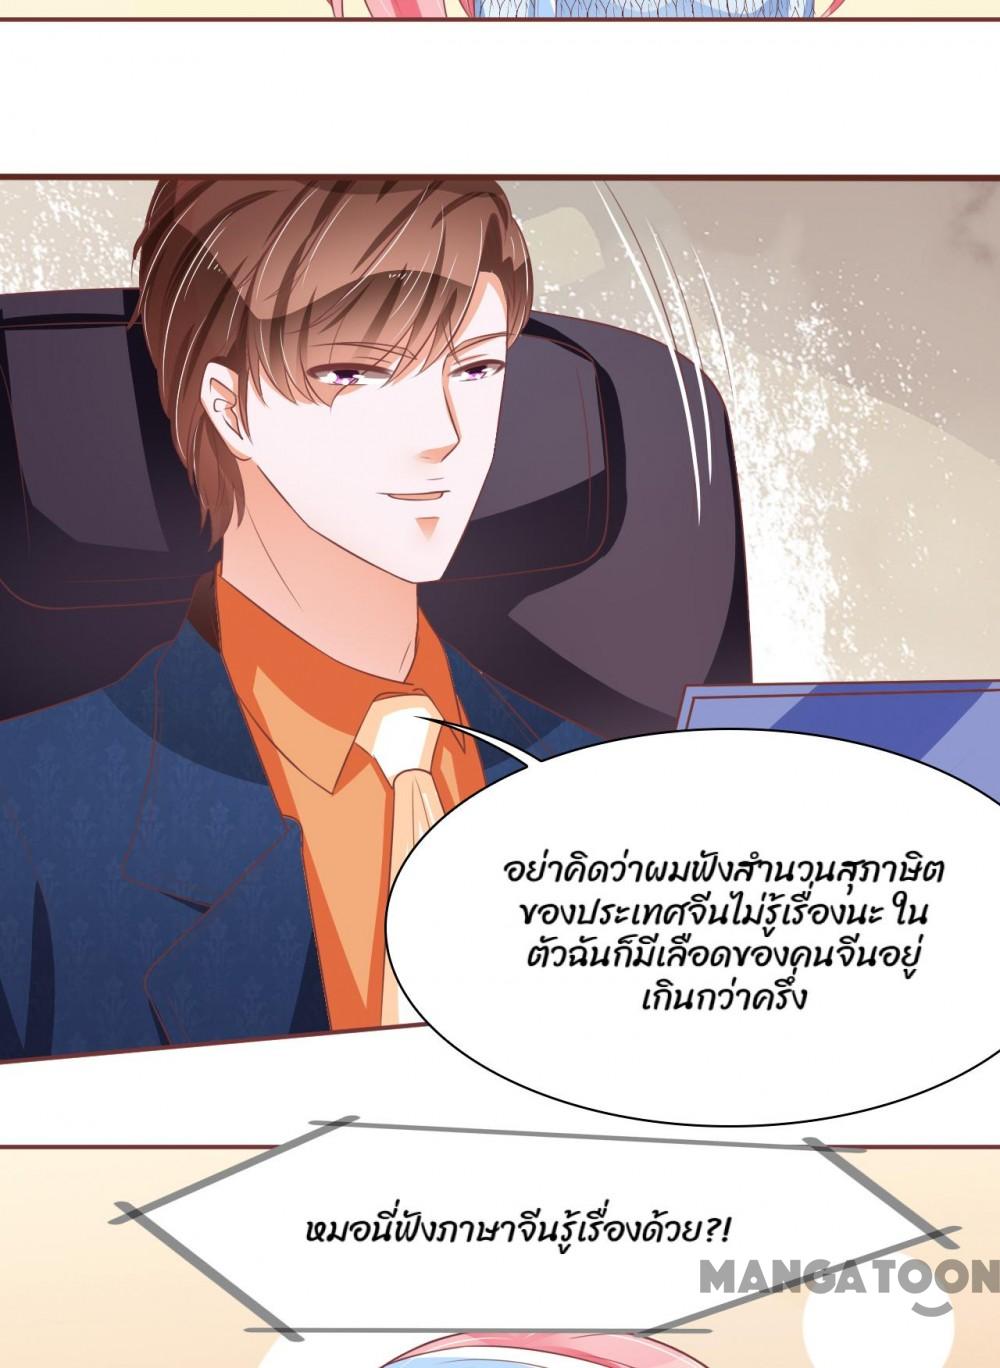 อย่าคิดว่าผมฟังสำนวนสุภาษิต
ของประเทศจีนไม่รู้เรื่องนะ ใน
ตัวฉันก็มีเลือดของคนจีนอยู่
เกินกว่าครึ่ง
หมอนี่ฟังภาษาจีนรู้เรื่องด้วย?!
MANGATOON